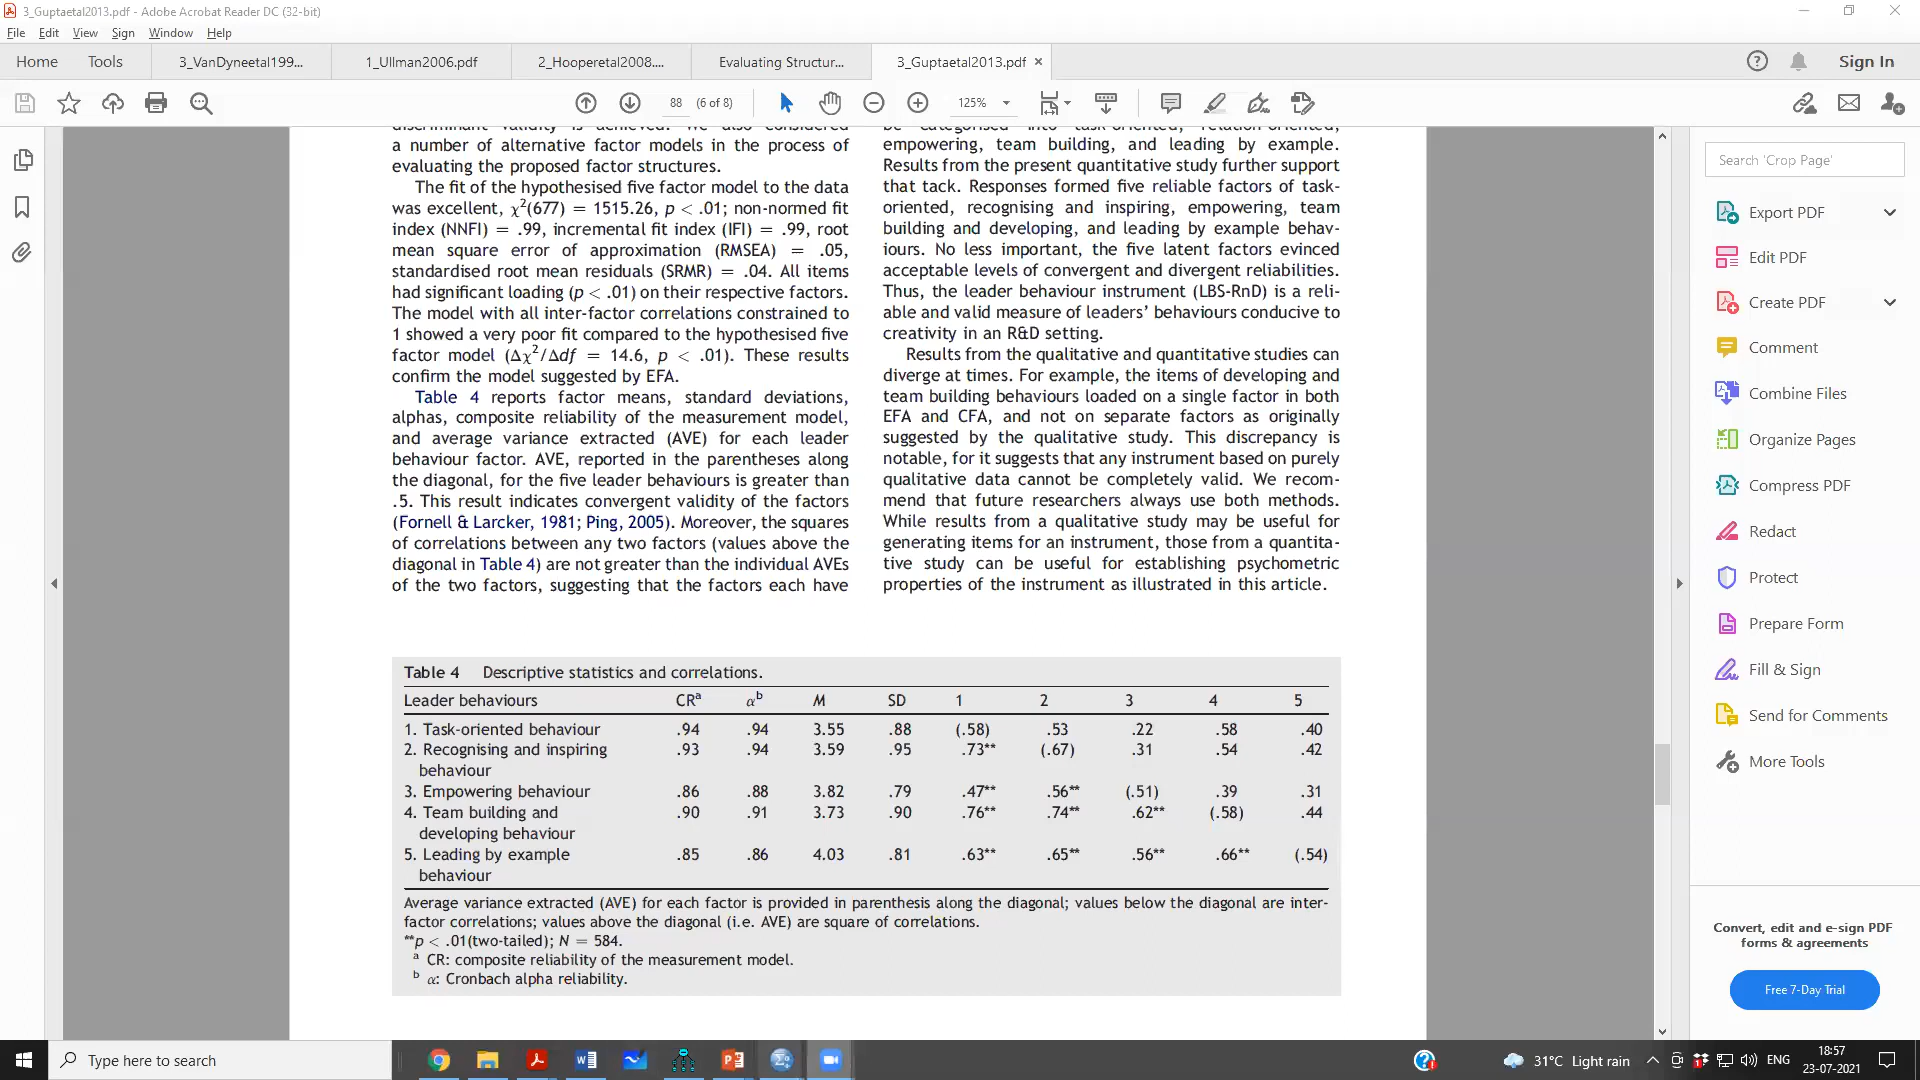 3_Guptaetal2013.pdf - Adobe Acrobat Reader DC (32-bit)
File Edit View Sign Window Help
Home Tools 3_VanDyneetal199... 1_Ullman2006.pdf 2_Hooperetal2008.... Evaluating Structur... 3_Guptaetal2013.pdf × Sign In
88 (6 of 8) 125%
discriminant validity is achieved. We also considered
a number of alternative factor models in the process of
evaluating the proposed factor structures.
The fit of the hypothesised five factor model to the data
was excellent, χ²(677) = 1515.26, p < .01; non-normed fit
index (NNFI) = .99, incremental fit index (IFI) = .99, root
mean square error of approximation (RMSEA) = .05,
standardised root mean residuals (SRMR) = .04. All items
had significant loading (p < .01) on their respective factors.
The model with all inter-factor correlations constrained to
1 showed a very poor fit compared to the hypothesised five
factor model (Δχ²/Δdf = 14.6, p < .01). These results
confirm the model suggested by EFA.
Table 4 reports factor means, standard deviations,
alphas, composite reliability of the measurement model,
and average variance extracted (AVE) for each leader
behaviour factor. AVE, reported in the parentheses along
the diagonal, for the five leader behaviours is greater than
.5. This result indicates convergent validity of the factors
(Fornell & Larcker, 1981; Ping, 2005). Moreover, the squares
of correlations between any two factors (values above the
diagonal in Table 4) are not greater than the individual AVEs
of the two factors, suggesting that the factors each have
be categorised into task-oriented, relation-oriented,
empowering, team building, and leading by example.
Results from the present quantitative study further support
that tack. Responses formed five reliable factors of task-
oriented, recognising and inspiring, empowering, team
building and developing, and leading by example behav-
iours. No less important, the five latent factors evinced
acceptable levels of convergent and divergent reliabilities.
Thus, the leader behaviour instrument (LBS-RnD) is a reli-
able and valid measure of leaders’ behaviours conducive to
creativity in an R&D setting.
Results from the qualitative and quantitative studies can
diverge at times. For example, the items of developing and
team building behaviours loaded on a single factor in both
EFA and CFA, and not on separate factors as originally
suggested by the qualitative study. This discrepancy is
notable, for it suggests that any instrument based on purely
qualitative data cannot be completely valid. We recom-
mend that future researchers always use both methods.
While results from a qualitative study may be useful for
generating items for an instrument, those from a quantita-
tive study can be useful for establishing psychometric
properties of the instrument as illustrated in this article.
Table 4 Descriptive statistics and correlations.
Leader behaviours CRᵃ αᵇ M SD 1 2 3 4 5
1. Task-oriented behaviour .94 .94 3.55 .88 (.58) .53 .22 .58 .40
2. Recognising and inspiring .93 .94 3.59 .95 .73** (.67) .31 .54 .42
behaviour
3. Empowering behaviour .86 .88 3.82 .79 .47** .56** (.51) .39 .31
4. Team building and .90 .91 3.73 .90 .76** .74** .62** (.58) .44
developing behaviour
5. Leading by example .85 .86 4.03 .81 .63** .65** .56** .66** (.54)
behaviour
Average variance extracted (AVE) for each factor is provided in parenthesis along the diagonal; values below the diagonal are inter-
factor correlations; values above the diagonal (i.e. AVE) are square of correlations.
**p < .01(two-tailed); N = 584.
ᵃ CR: composite reliability of the measurement model.
ᵇ α: Cronbach alpha reliability.
Search 'Crop Page'
Export PDF
Edit PDF
Create PDF
Comment
Combine Files
Organize Pages
Compress PDF
Redact
Protect
Prepare Form
Fill & Sign
Send for Comments
More Tools
Convert, edit and e-sign PDF
forms & agreements
Free 7-Day Trial
Type here to search
31°C Light rain ENG
18:57
23-07-2021